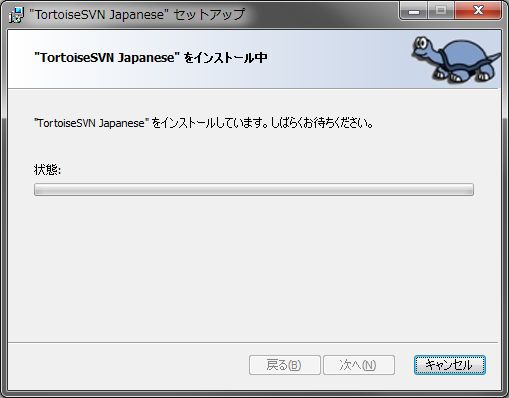 "TortoiseSVN Japanese" セットアップ
"TortoiseSVN Japanese" をインストール中
"TortoiseSVN Japanese" をインストールしています。しばらくお待ちください。
状態:
戻る(B) 次へ(N) キャンセル